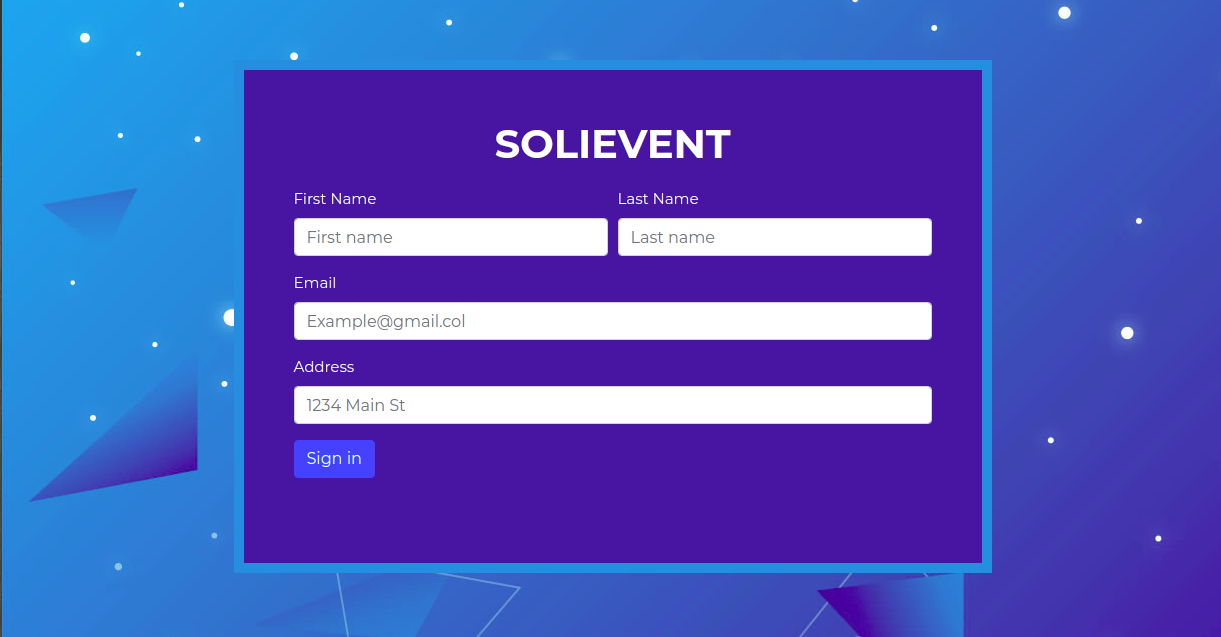 SOLIEVENT
First Name Last Name
First name Last name
Email
Example@gmail.col
Address
1234 Main St
Sign in